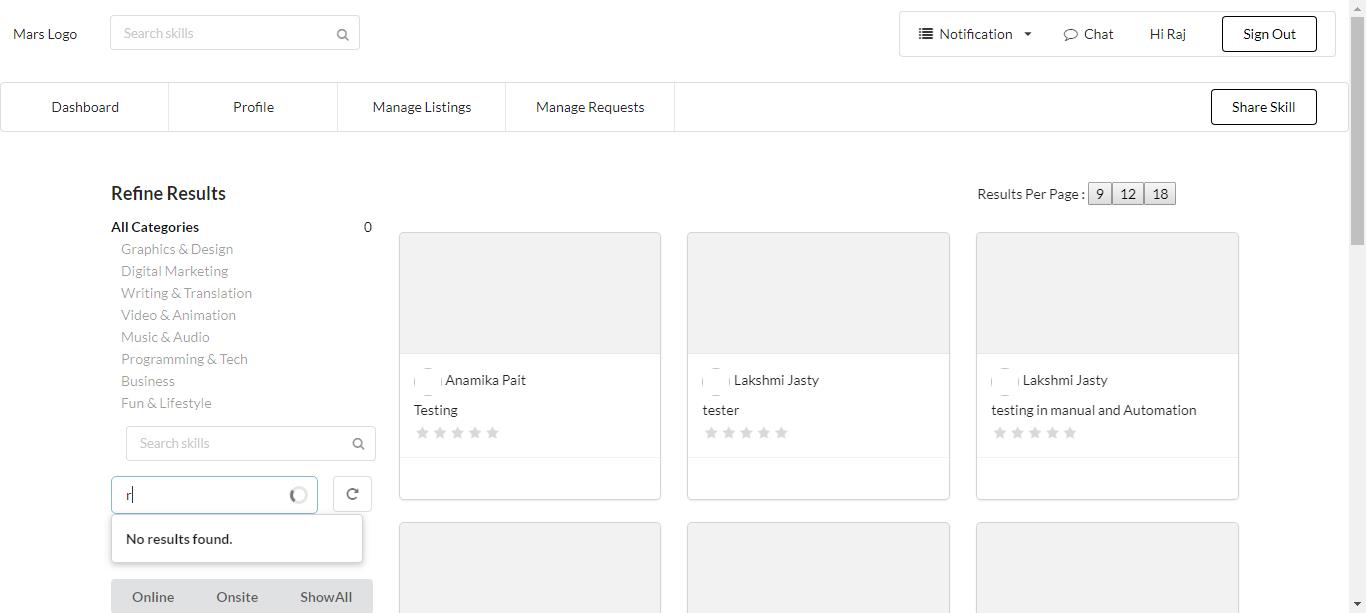 Mars Logo
Search skills
Notification
Chat
Hi Raj
Sign Out
Dashboard
Profile
Manage Listings
Manage Requests
Share Skill
Refine Results
Results Per Page : 9 12 18
All Categories 0
Graphics & Design
Digital Marketing
Writing & Translation
Video & Animation
Music & Audio
Programming & Tech
Business
Fun & Lifestyle
Search skills
r
No results found.
Online
Onsite
ShowAll
Anamika Pait
Testing
Lakshmi Jasty
tester
Lakshmi Jasty
testing in manual and Automation